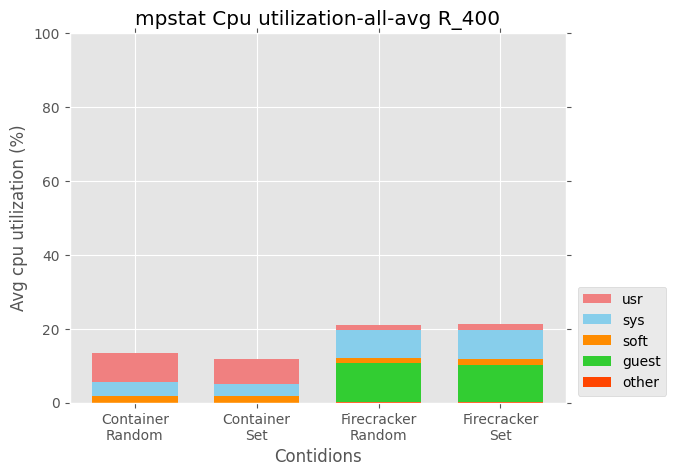 mpstat Cpu utilization-all-avg R_400
100
80
60
40
20
0
Avg cpu utilization (%)
Container
Random
Container
Set
Firecracker
Random
Firecracker
Set
Contidions
usr
sys
soft
guest
other